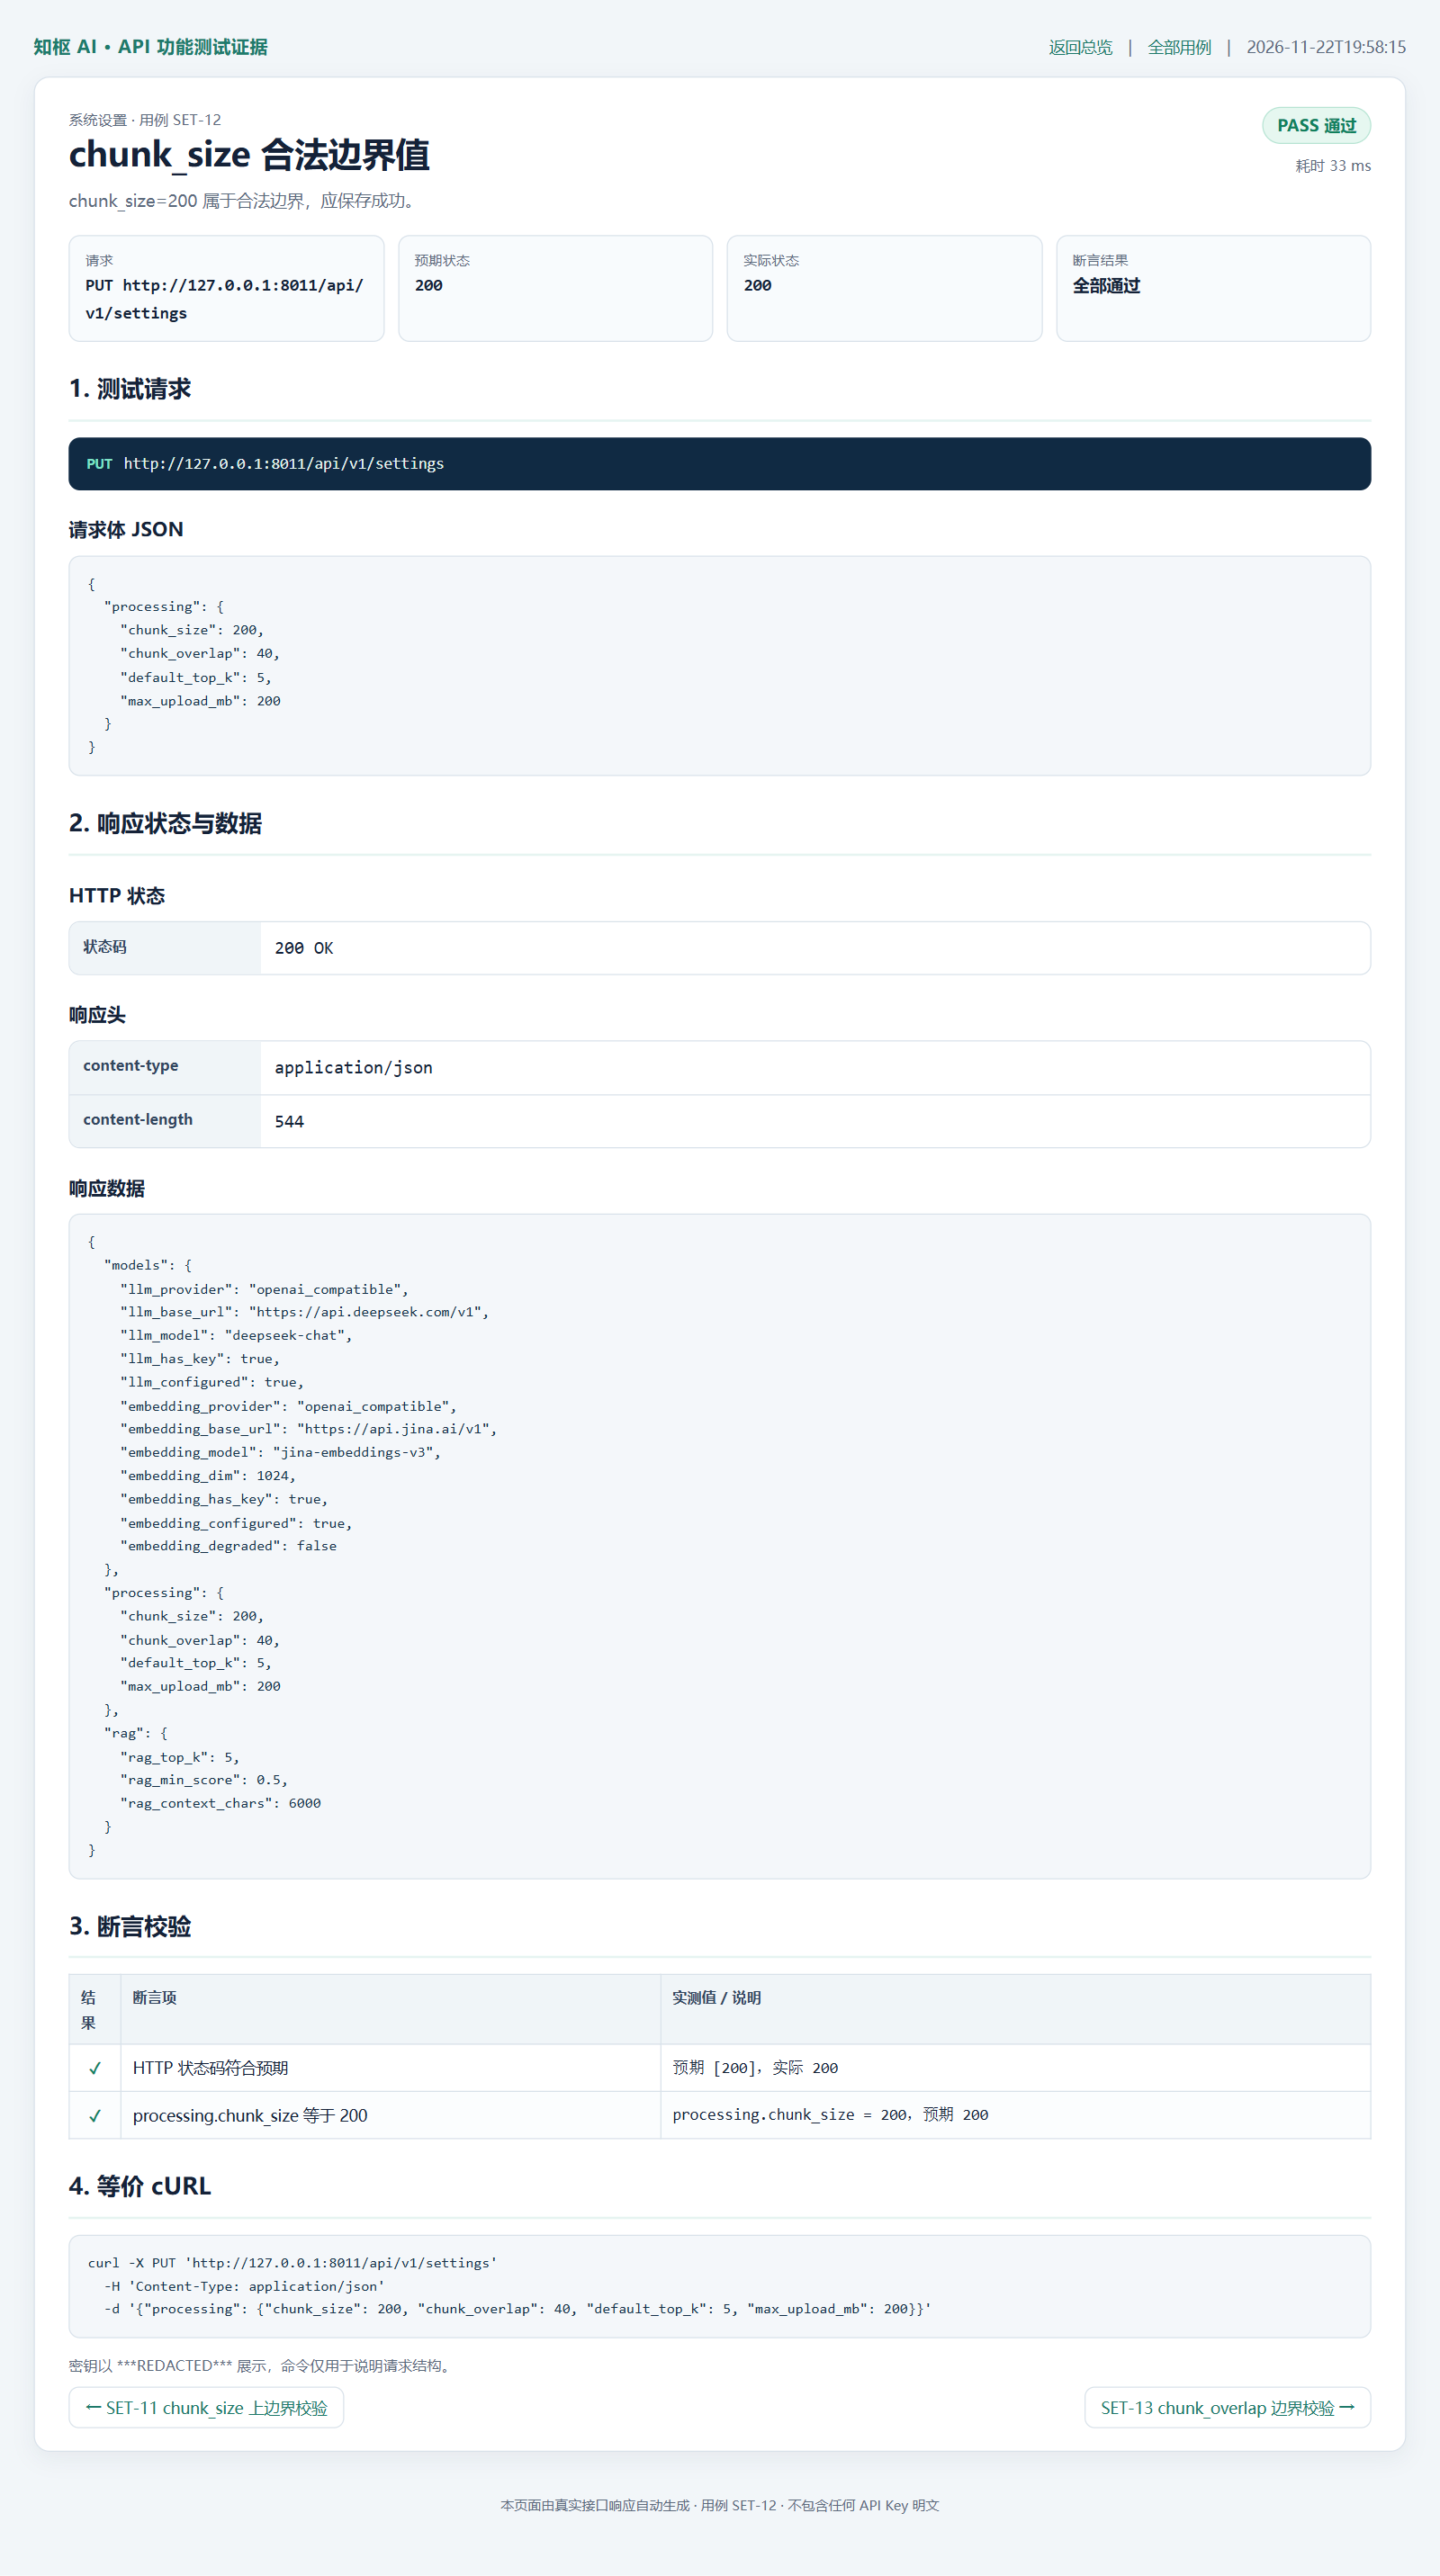 知枢 AI • API 功能测试证据
返回总览 | 全部用例 | 2026-11-22T19:58:15
系统设置 · 用例 SET-12
PASS 通过
chunk_size 合法边界值
耗时 33 ms
chunk_size=200 属于合法边界，应保存成功。
请求
PUT http://127.0.0.1:8011/api/
v1/settings
预期状态
200
实际状态
200
断言结果
全部通过
1. 测试请求
PUT http://127.0.0.1:8011/api/v1/settings
请求体 JSON
{
  "processing": {
    "chunk_size": 200,
    "chunk_overlap": 40,
    "default_top_k": 5,
    "max_upload_mb": 200
  }
}
2. 响应状态与数据
HTTP 状态
状态码 200 OK
响应头
content-type application/json
content-length 544
响应数据
{
  "models": {
    "llm_provider": "openai_compatible",
    "llm_base_url": "https://api.deepseek.com/v1",
    "llm_model": "deepseek-chat",
    "llm_has_key": true,
    "llm_configured": true,
    "embedding_provider": "openai_compatible",
    "embedding_base_url": "https://api.jina.ai/v1",
    "embedding_model": "jina-embeddings-v3",
    "embedding_dim": 1024,
    "embedding_has_key": true,
    "embedding_configured": true,
    "embedding_degraded": false
  },
  "processing": {
    "chunk_size": 200,
    "chunk_overlap": 40,
    "default_top_k": 5,
    "max_upload_mb": 200
  },
  "rag": {
    "rag_top_k": 5,
    "rag_min_score": 0.5,
    "rag_context_chars": 6000
  }
}
3. 断言校验
结
果
断言项 实测值 / 说明
✓ HTTP 状态码符合预期 预期 [200]，实际 200
✓ processing.chunk_size 等于 200 processing.chunk_size = 200，预期 200
4. 等价 cURL
curl -X PUT 'http://127.0.0.1:8011/api/v1/settings'
  -H 'Content-Type: application/json'
  -d '{"processing": {"chunk_size": 200, "chunk_overlap": 40, "default_top_k": 5, "max_upload_mb": 200}}'
密钥以 ***REDACTED*** 展示，命令仅用于说明请求结构。
← SET-11 chunk_size 上边界校验
SET-13 chunk_overlap 边界校验 →
本页面由真实接口响应自动生成 · 用例 SET-12 · 不包含任何 API Key 明文